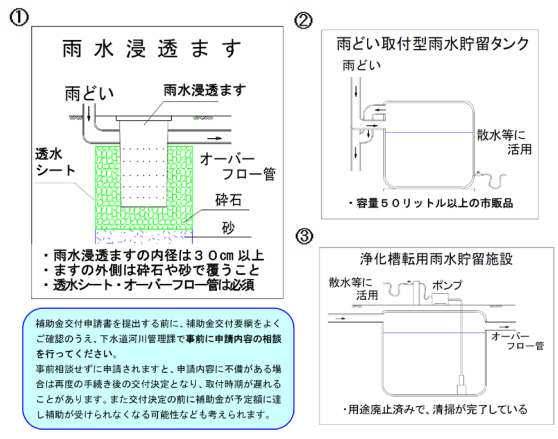 ①
雨水浸透ます
雨どい
雨水浸透ます
透水
シート
オーバー
フロー管
砕石
砂
・雨水浸透ますの内径は３０㎝以上
・ますの外側は砕石や砂で覆うこと
・透水シート・オーバーフロー管は必須
②
雨どい取付型雨水貯留タンク
雨どい
散水等に
活用
・容量５０リットル以上の市販品
③
浄化槽転用雨水貯留施設
散水等に
活用
ポンプ
オーバー
フロー管
・用途廃止済みで、清掃が完了している
補助金交付申請書を提出する前に、補助金交付要綱をよく
ご確認のうえ、下水道河川管理課で事前に申請内容の相談
を行ってください。
事前相談せずに申請されますと、申請内容に不備がある場合
は再度の手続き後の交付決定となり、取付時期が遅れる
ことがあります。また交付決定の前に補助金が予定額に達
し補助が受けられなくなる可能性なども考えられます。